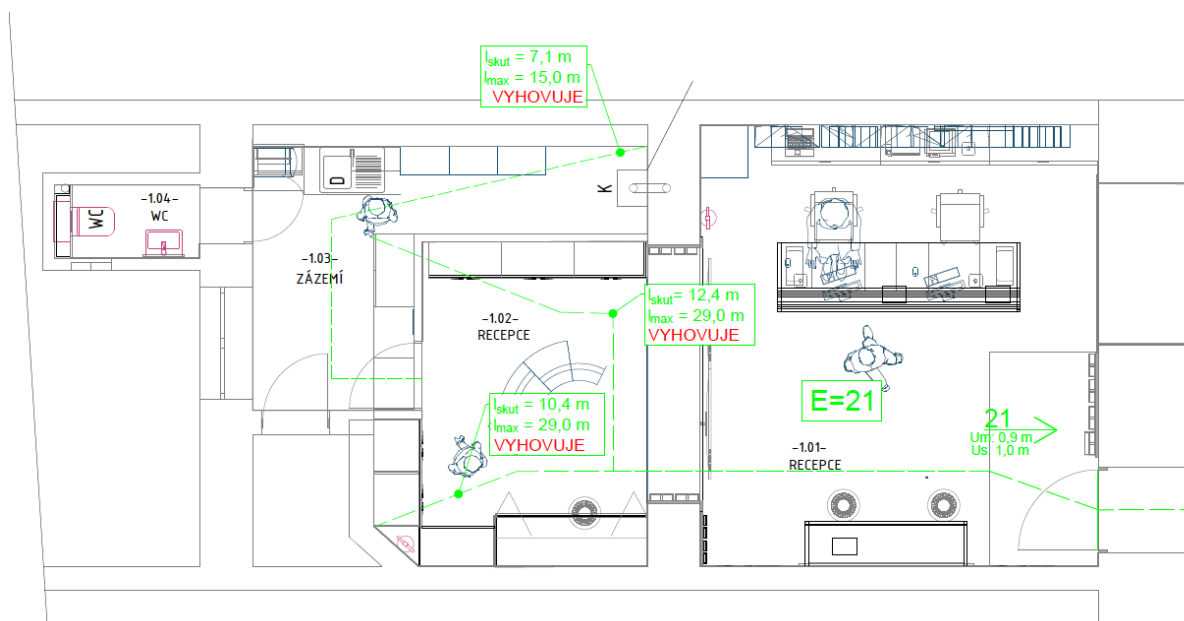 lskut = 7,1 m
lmax = 15,0 m
VYHOVUJE
-1.04-
WC
WC
D
K
-1.03-
ZÁZEMÍ
-1.02-
RECEPCE
lskut= 12,4 m
lmax = 29,0 m
VYHOVUJE
lskut = 10,4 m
lmax = 29,0 m
VYHOVUJE
E=21
21
Um: 0,9 m
Us: 1,0 m
-1.01-
RECEPCE